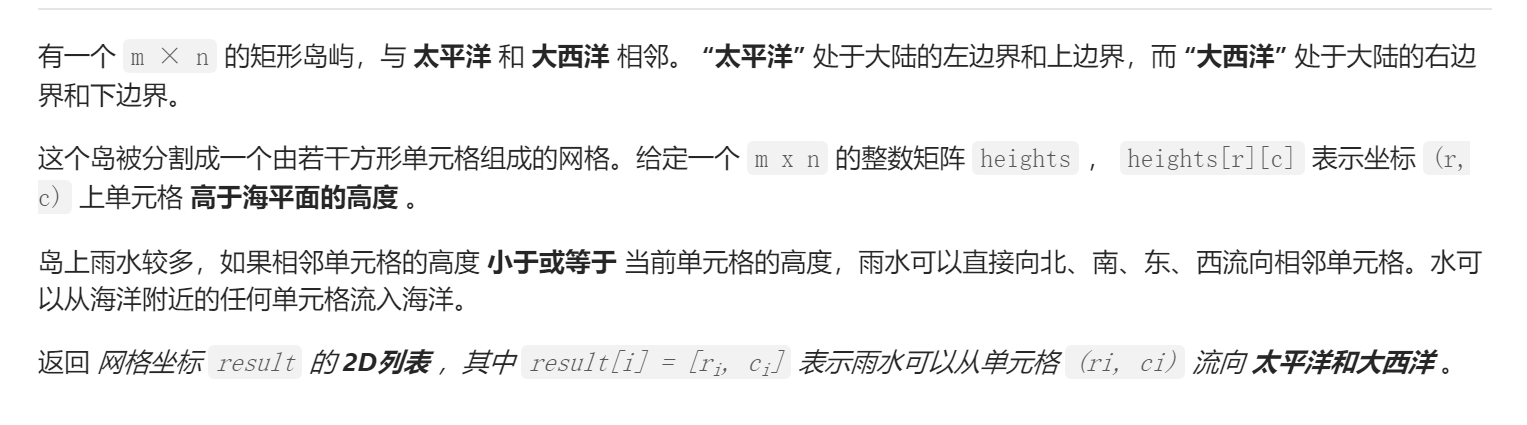 有一个 m × n 的矩形岛屿，与 太平洋 和 大西洋 相邻。 “太平洋” 处于大陆的左边界和上边界，而 “大西洋” 处于大陆的右边
界和下边界。
这个岛被分割成一个由若干方形单元格组成的网格。给定一个 m x n 的整数矩阵 heights ， heights[r][c] 表示坐标 (r,
c) 上单元格 高于海平面的高度 。
岛上雨水较多，如果相邻单元格的高度 小于或等于 当前单元格的高度，雨水可以直接向北、南、东、西流向相邻单元格。水可
以从海洋附近的任何单元格流入海洋。
返回 网格坐标 result 的 2D列表 ，其中 result[i] = [ri, ci] 表示雨水可以从单元格 (ri, ci) 流向 太平洋和大西洋 。